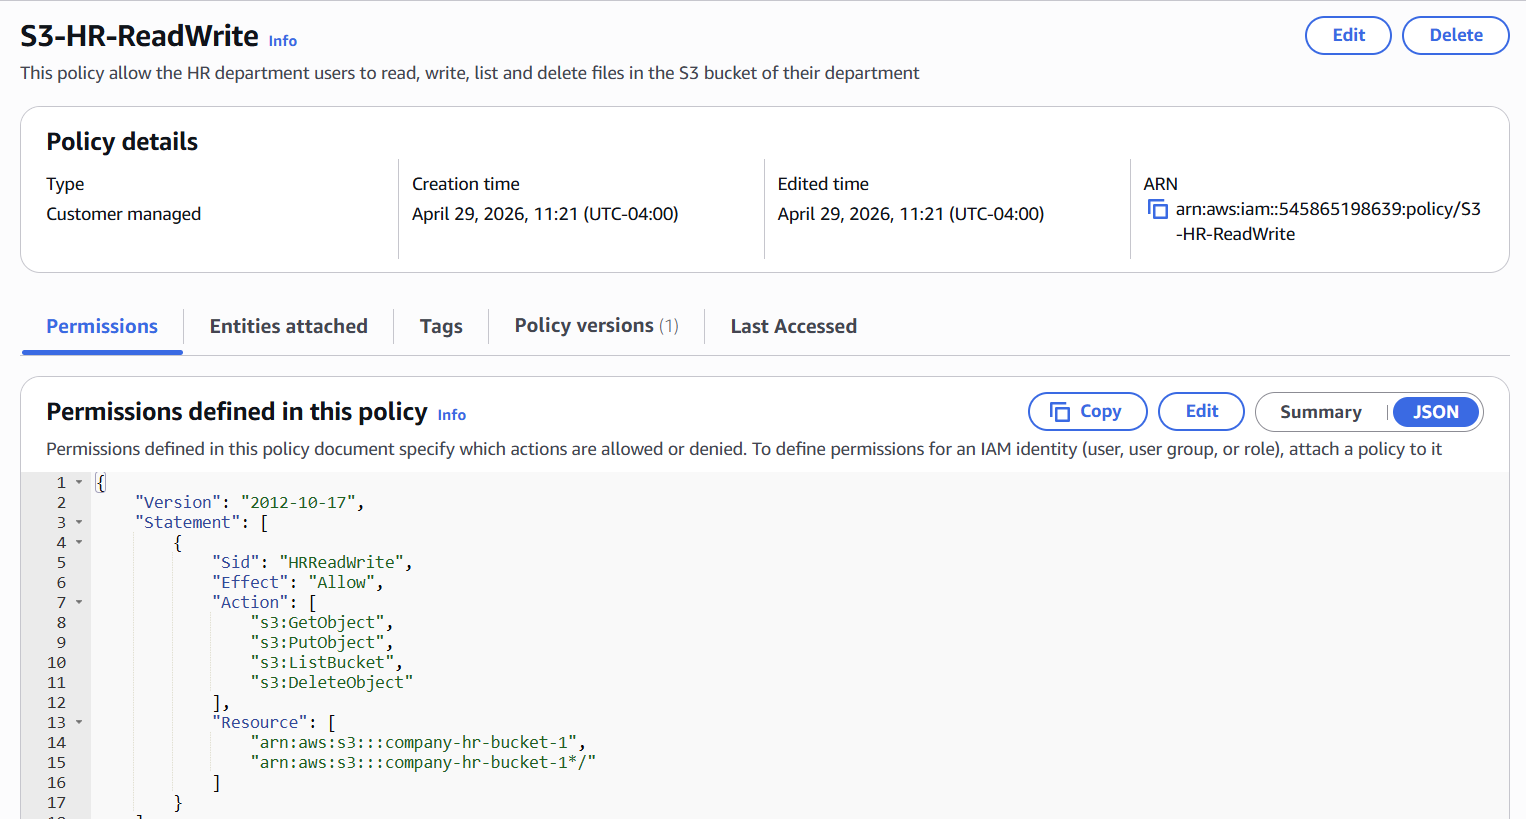 S3-HR-ReadWrite Info
Edit
Delete
This policy allow the HR department users to read, write, list and delete files in the S3 bucket of their department
Policy details
Type
Customer managed
Creation time
April 29, 2026, 11:21 (UTC-04:00)
Edited time
April 29, 2026, 11:21 (UTC-04:00)
ARN
arn:aws:iam::545865198639:policy/S3
-HR-ReadWrite
Permissions
Entities attached
Tags
Policy versions (1)
Last Accessed
Permissions defined in this policy Info
Copy
Edit
Summary
JSON
Permissions defined in this policy document specify which actions are allowed or denied. To define permissions for an IAM identity (user, user group, or role), attach a policy to it
1 {
2 "Version": "2012-10-17",
3 "Statement": [
4 {
5 "Sid": "HRReadWrite",
6 "Effect": "Allow",
7 "Action": [
8 "s3:GetObject",
9 "s3:PutObject",
10 "s3:ListBucket",
11 "s3:DeleteObject"
12 ],
13 "Resource": [
14 "arn:aws:s3:::company-hr-bucket-1",
15 "arn:aws:s3:::company-hr-bucket-1*/"
16 ]
17 }